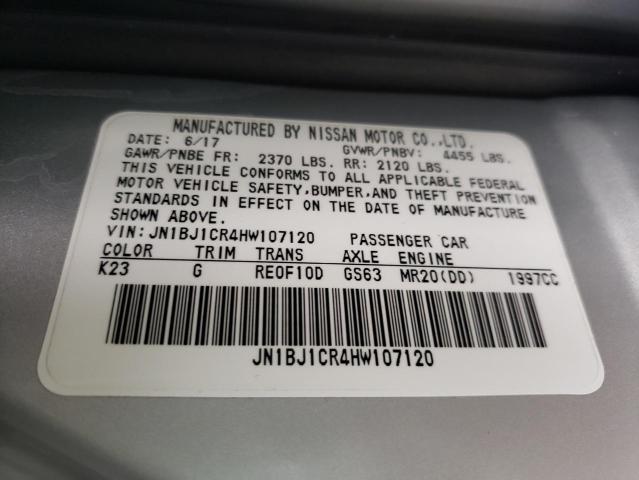 MANUFACTURED BY NISSAN MOTOR CO.,LTD.
DATE: 6/17 GVWR/PNBV: 4455 LBS.
GAWR/PNBE FR: 2370 LBS. RR: 2120 LBS.
THIS VEHICLE CONFORMS TO ALL APPLICABLE FEDERAL
MOTOR VEHICLE SAFETY,BUMPER,AND THEFT PREVENTION
STANDARDS IN EFFECT ON THE DATE OF MANUFACTURE
SHOWN ABOVE.
VIN:JN1BJ1CR4HW107120 PASSENGER CAR
COLOR TRIM TRANS AXLE ENGINE
K23 G RE0F10D GS63 MR20(DD) 1997CC
JN1BJ1CR4HW107120